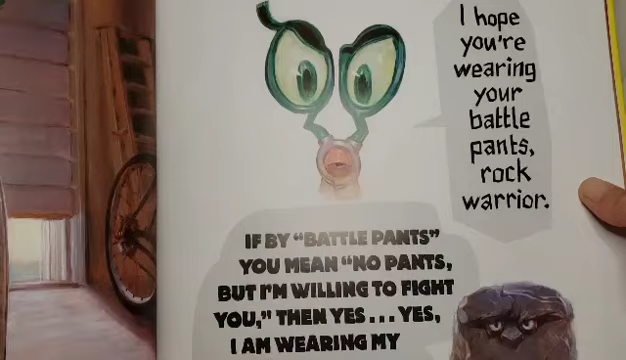 I hope
you're
wearing
your
battle
pants,
rock
warrior.
IF BY "BATTLE PANTS"
YOU MEAN "NO PANTS,
BUT I'M WILLING TO FIGHT
YOU," THEN YES... YES,
I AM WEARING MY